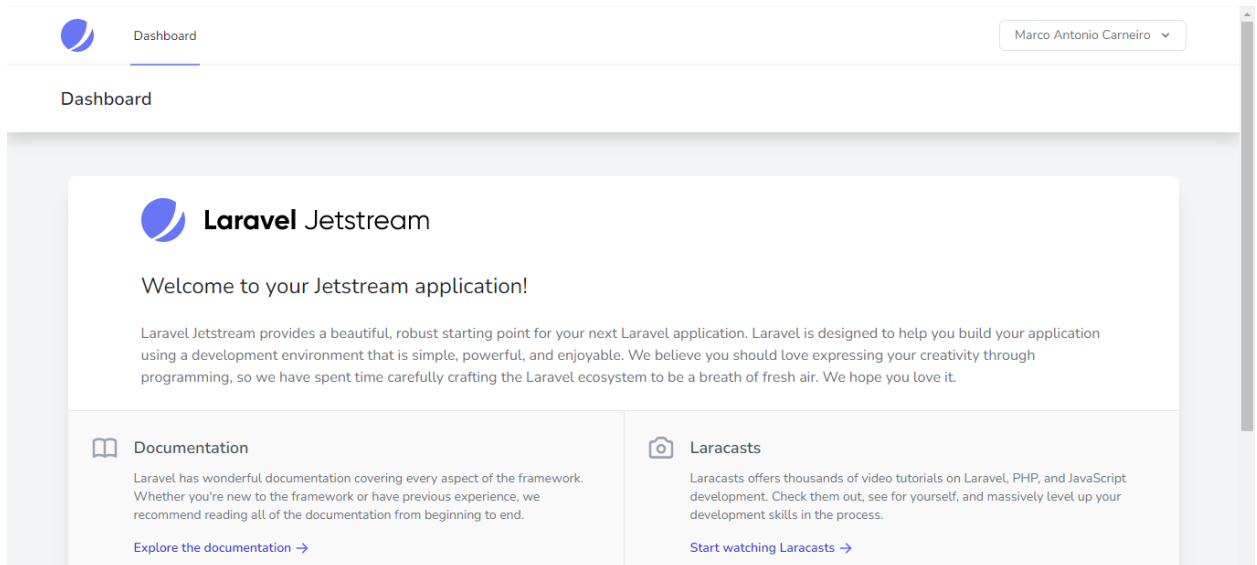 Dashboard
Marco Antonio Carneiro
Dashboard
Laravel Jetstream
Welcome to your Jetstream application!
Laravel Jetstream provides a beautiful, robust starting point for your next Laravel application. Laravel is designed to help you build your application
using a development environment that is simple, powerful, and enjoyable. We believe you should love expressing your creativity through
programming, so we have spent time carefully crafting the Laravel ecosystem to be a breath of fresh air. We hope you love it.
Documentation
Laravel has wonderful documentation covering every aspect of the framework.
Whether you're new to the framework or have previous experience, we
recommend reading all of the documentation from beginning to end.
Explore the documentation →
Laracasts
Laracasts offers thousands of video tutorials on Laravel, PHP, and JavaScript
development. Check them out, see for yourself, and massively level up your
development skills in the process.
Start watching Laracasts →